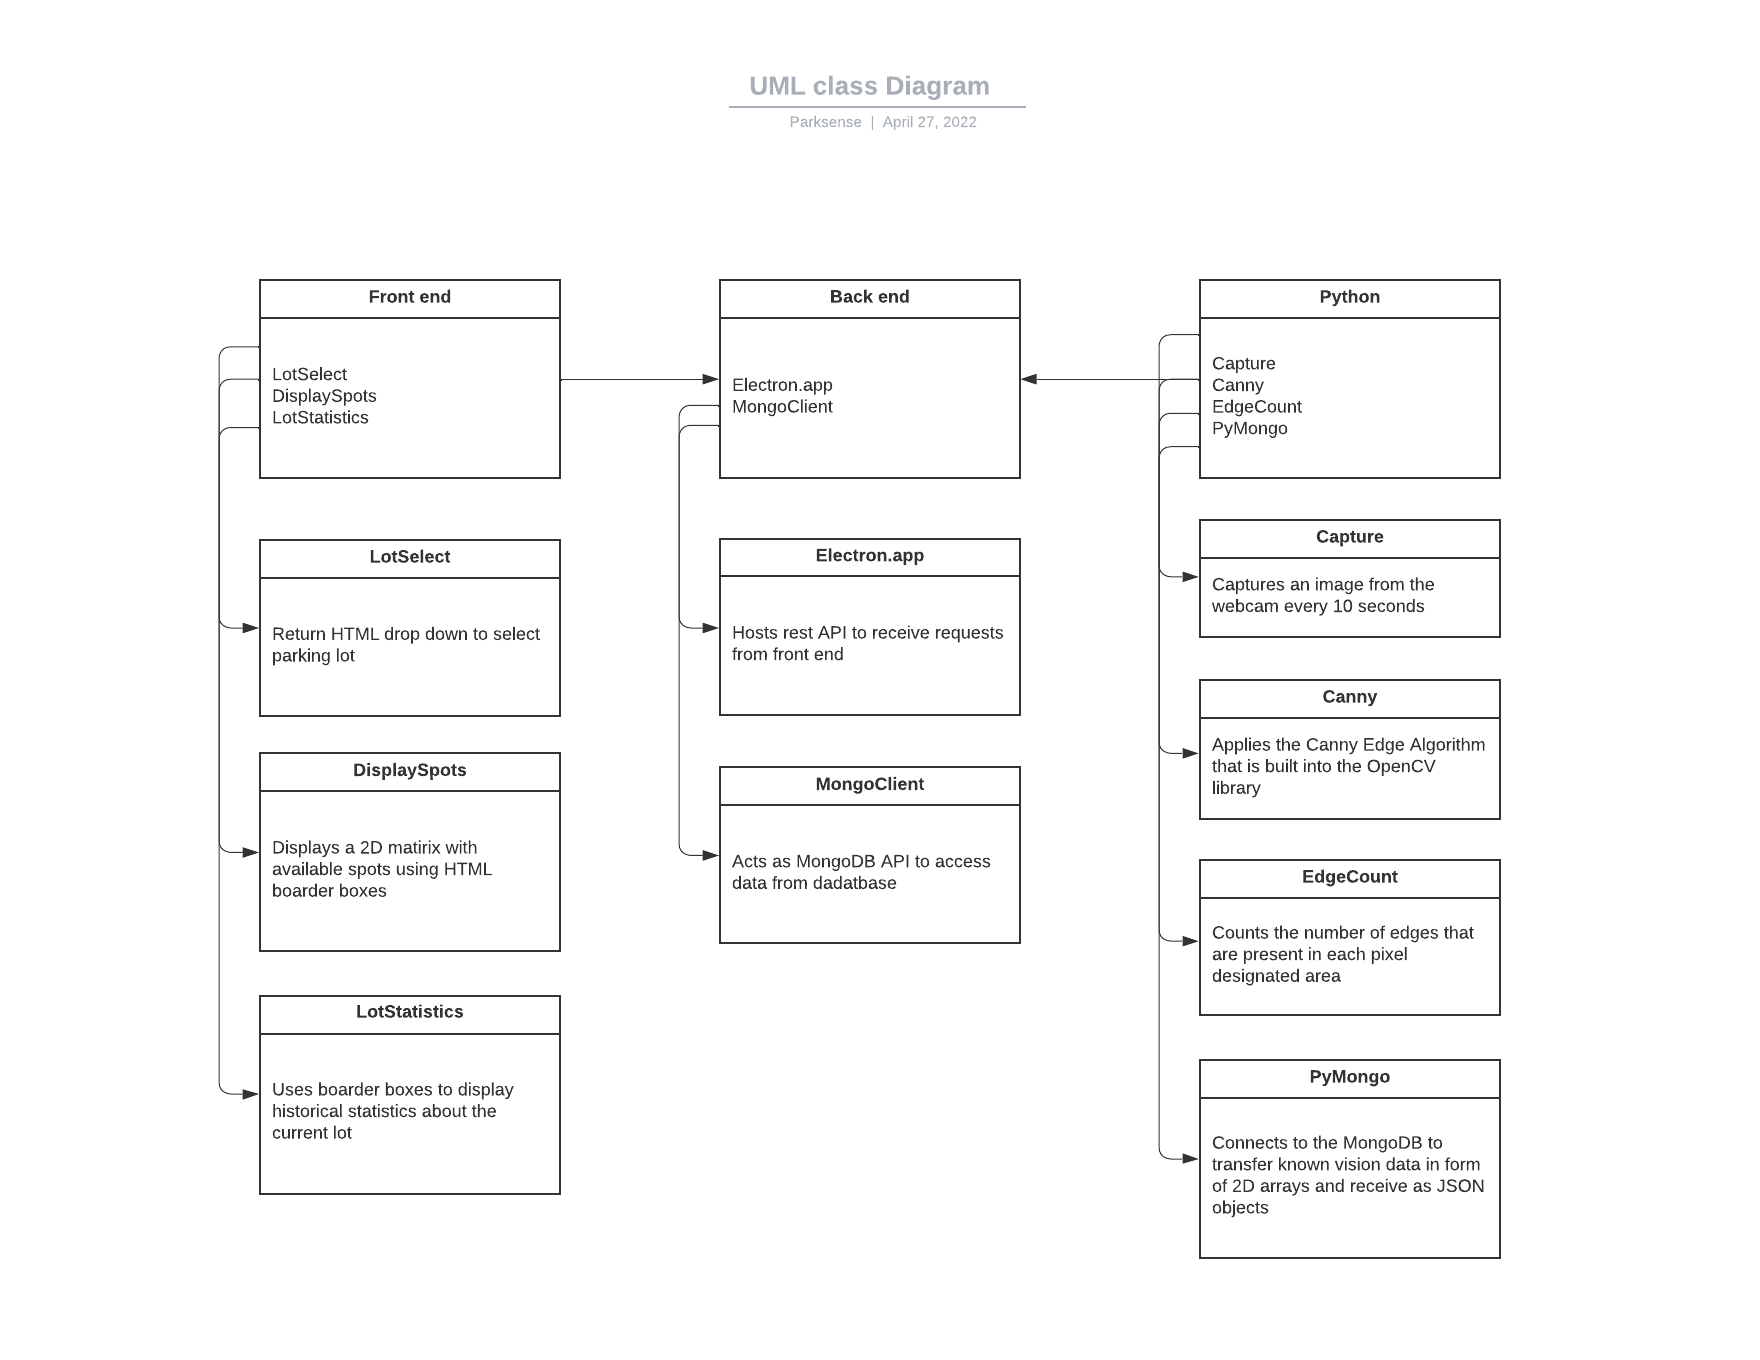 UML class Diagram
Parksense | April 27, 2022
Front end
LotSelect
DisplaySpots
LotStatistics
LotSelect
Return HTML drop down to select
parking lot
DisplaySpots
Displays a 2D matirix with
available spots using HTML
boarder boxes
LotStatistics
Uses boarder boxes to display
historical statistics about the
current lot
Back end
Electron.app
MongoClient
Electron.app
Hosts rest API to receive requests
from front end
MongoClient
Acts as MongoDB API to access
data from dadatbase
Python
Capture
Canny
EdgeCount
PyMongo
Capture
Captures an image from the
webcam every 10 seconds
Canny
Applies the Canny Edge Algorithm
that is built into the OpenCV
library
EdgeCount
Counts the number of edges that
are present in each pixel
designated area
PyMongo
Connects to the MongoDB to
transfer known vision data in form
of 2D arrays and receive as JSON
objects